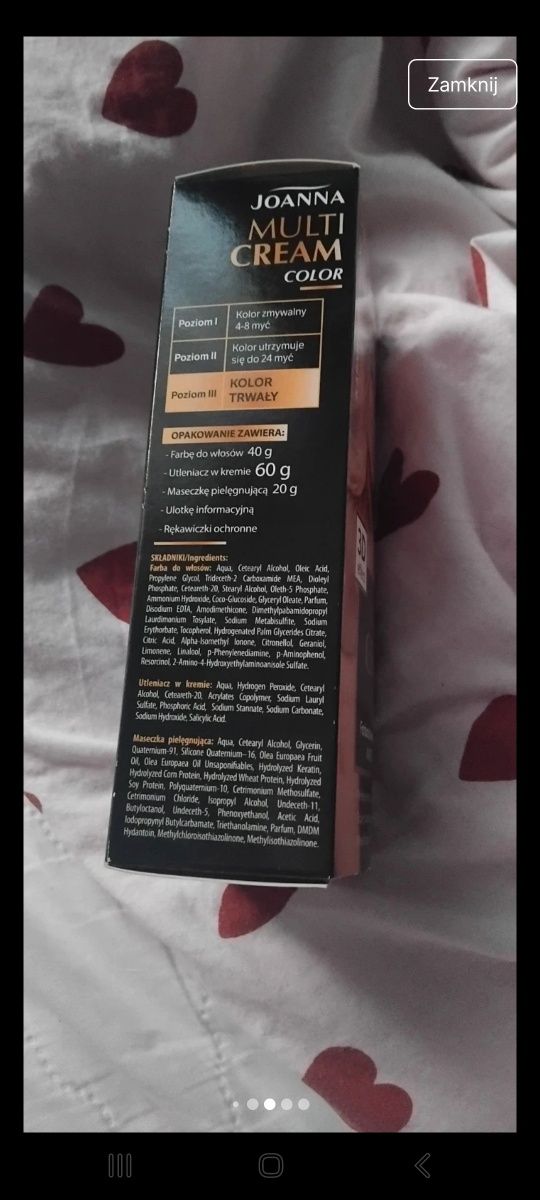 Zamknij
JOANNA
MULTI
CREAM
COLOR
Poziom I
Kolor zmywalny
4-8 myć
Poziom II
Kolor utrzymuje
się do 24 myć
Poziom III
KOLOR
TRWAŁY
OPAKOWANIE ZAWIERA:
- Farbę do włosów 40 g
- Utleniacz w kremie 60 g
- Maseczkę pielęgnującą 20 g
- Ulotkę informacyjną
- Rękawiczki ochronne
SKŁADNIKI/Ingredients:
Farba do włosów: Aqua, Cetearyl Alcohol, Oleic Acid,
Propylene Glycol, Trideceth-2 Carboxamide MEA, Dioleyl
Phosphate, Ceteareth-20, Stearyl Alcohol, Oleth-5 Phosphate,
Ammonium Hydroxide, Coco-Glucoside, Glyceryl Oleate, Parfum,
Disodium EDTA, Amodimethicone, Dimethylpabamidopropyl
Laurdimonium Tosylate, Sodium Metabisulfite, Sodium
Erythorbate, Tocopherol, Hydrogenated Palm Glycerides Citrate,
Citric Acid, Alpha-Isomethyl Ionone, Citronellol, Geraniol,
Limonene, Linalool, p-Phenylenediamine, p-Aminophenol,
Resorcinol, 2-Amino-4-Hydroxyethylaminoanisole Sulfate.
Utleniacz w kremie: Aqua, Hydrogen Peroxide, Cetearyl
Alcohol, Ceteareth-20, Acrylates Copolymer, Sodium Lauryl
Sulfate, Phosphoric Acid, Sodium Stannate, Sodium Carbonate,
Sodium Hydroxide, Salicylic Acid.
Maseczka pielęgnująca: Aqua, Cetearyl Alcohol, Glycerin,
Quaternium-91, Silicone Quaternium-16, Olea Europaea Fruit
Oil, Olea Europaea Oil Unsaponifiables, Hydrolyzed Keratin,
Hydrolyzed Corn Protein, Hydrolyzed Wheat Protein, Hydrolyzed
Soy Protein, Polyquaternium-10, Cetrimonium Methosulfate,
Cetrimonium Chloride, Isopropyl Alcohol, Undeceth-11,
Butyloctanol, Undeceth-5, Phenoxyethanol, Acetic Acid,
Iodopropynyl Butylcarbamate, Triethanolamine, Parfum, DMDM
Hydantoin, Methylchloroisothiazolinone, Methylisothiazolinone.